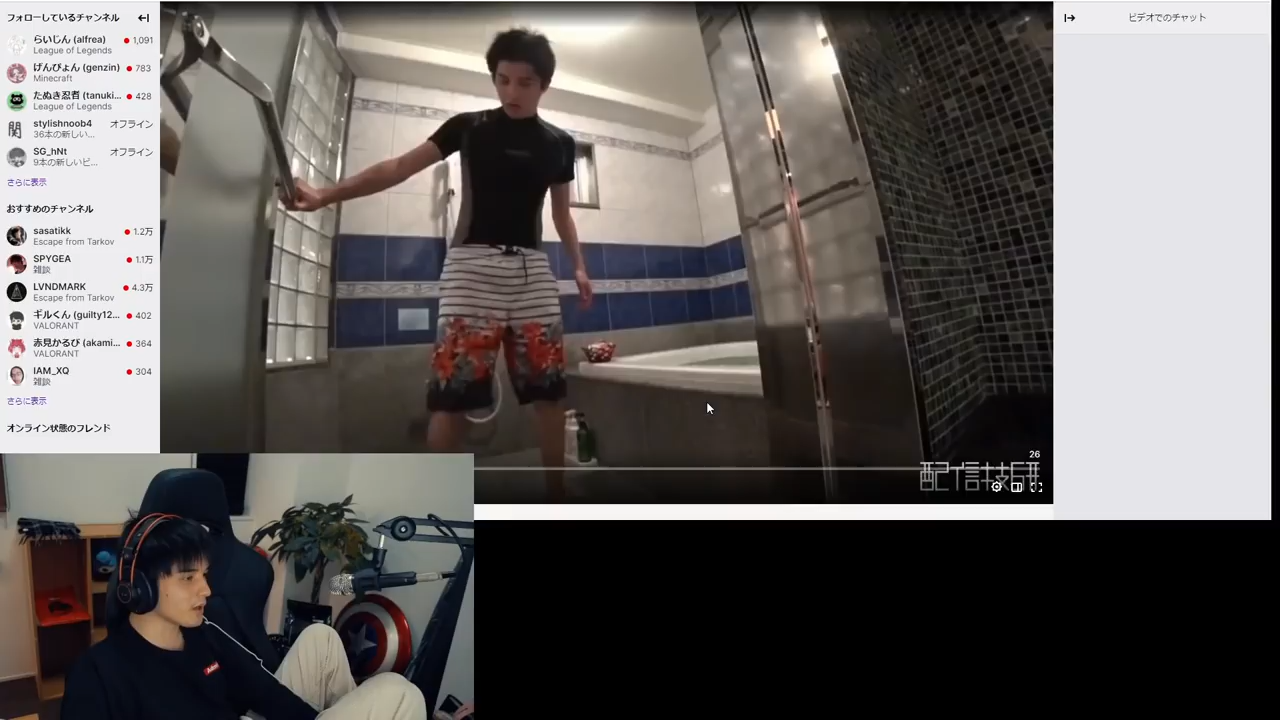 フォローしているチャンネル
らいじん (alfrea)
1,091
League of Legends
げんぴょん (genzin)
783
Minecraft
たぬき忍者 (tanuki...
428
League of Legends
stylishnoob4
オフライン
36本の新しい...
SG_hNt
オフライン
9本の新しいビ...
さらに表示
おすすめのチャンネル
sasatikk
1.2万
Escape from Tarkov
SPYGEA
1.1万
雑談
LVNDMARK
4.3万
Escape from Tarkov
ギルくん (guilty12...
402
VALORANT
赤見かるび (akami...
364
VALORANT
IAM_XQ
304
雑談
さらに表示
オンライン状態のフレンド
ビデオでのチャット
26
配信技研